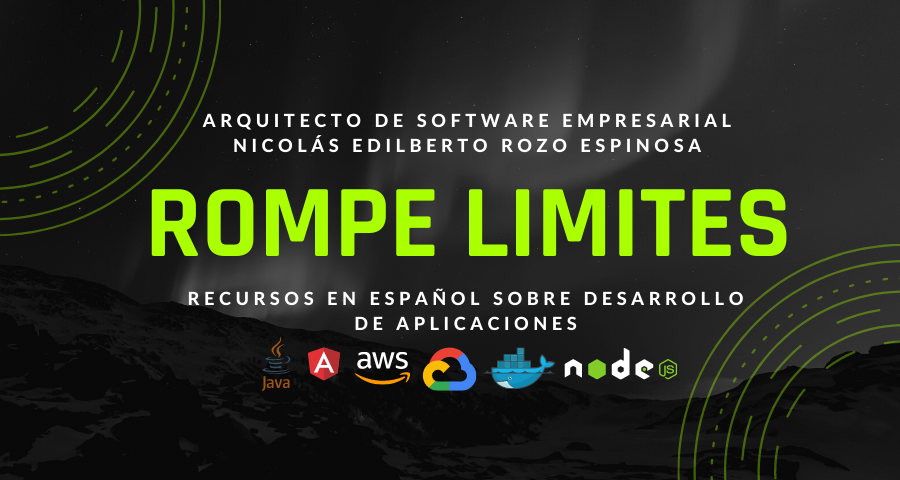 ARQUITECTO DE SOFTWARE EMPRESARIAL
NICOLÁS EDILBERTO ROZO ESPINOSA
ROMPE LIMITES
RECURSOS EN ESPAÑOL SOBRE DESARROLLO
DE APLICACIONES
Java A aws node JS